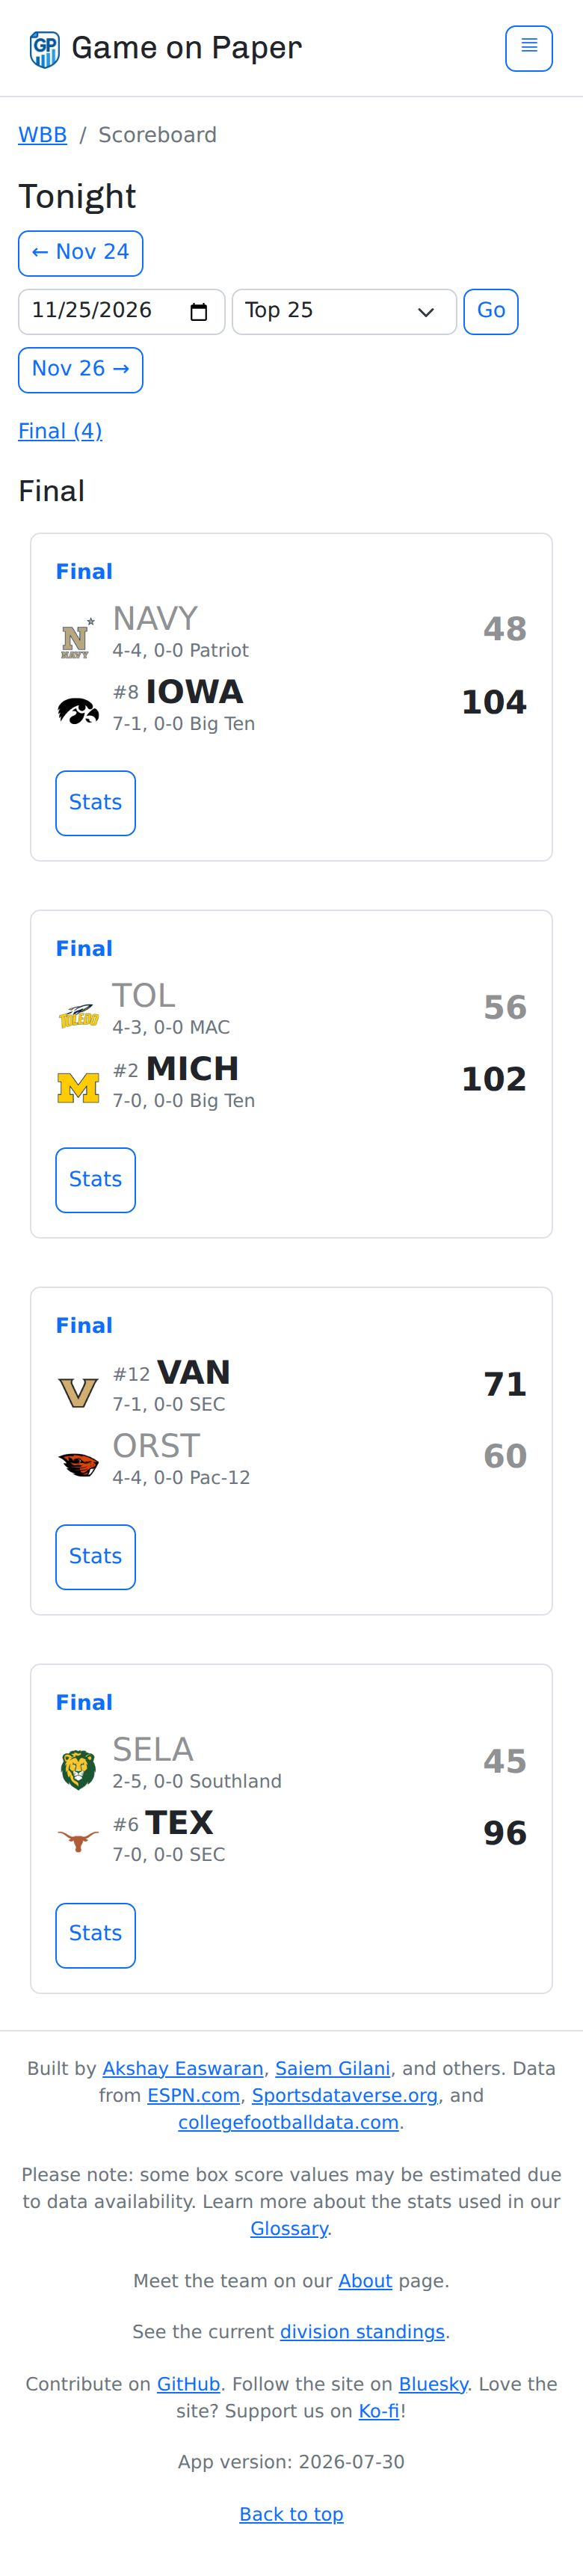 GP Game on Paper
WBB / Scoreboard
Tonight
← Nov 24
11/25/2026 Top 25 Go
Nov 26 →
Final (4)
Final
Final
NAVY 48
4-4, 0-0 Patriot
#8 IOWA 104
7-1, 0-0 Big Ten
Stats
Final
TOL 56
4-3, 0-0 MAC
#2 MICH 102
7-0, 0-0 Big Ten
Stats
Final
#12 VAN 71
7-1, 0-0 SEC
ORST 60
4-4, 0-0 Pac-12
Stats
Final
SELA 45
2-5, 0-0 Southland
#6 TEX 96
7-0, 0-0 SEC
Stats
Built by Akshay Easwaran, Saiem Gilani, and others. Data
from ESPN.com, Sportsdataverse.org, and
collegefootballdata.com.
Please note: some box score values may be estimated due
to data availability. Learn more about the stats used in our
Glossary.
Meet the team on our About page.
See the current division standings.
Contribute on GitHub. Follow the site on Bluesky. Love the
site? Support us on Ko-fi!
App version: 2026-07-30
Back to top